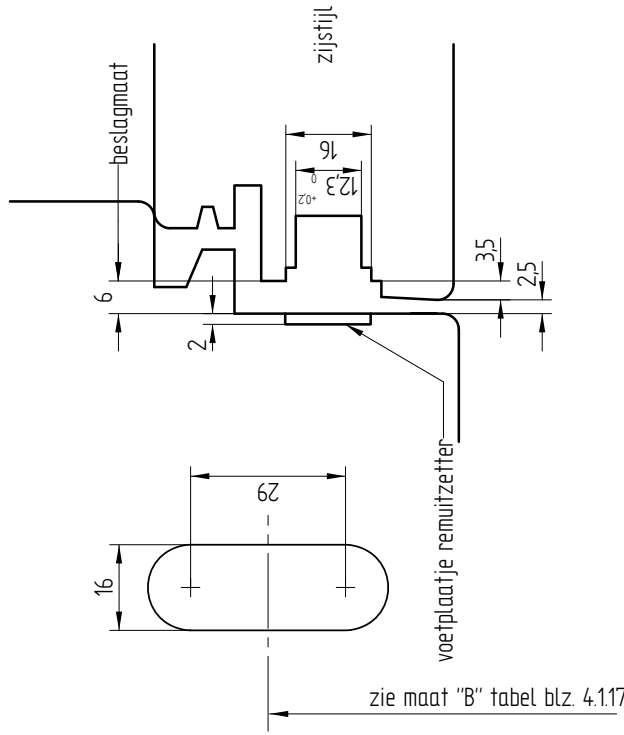 beslagmaat
zijstijl
6
2
16
12,3
+0,2
0
3,5
2,5
29
16
voetplaatje remuitzetter
zie maat "B" tabel blz. 4.1.17